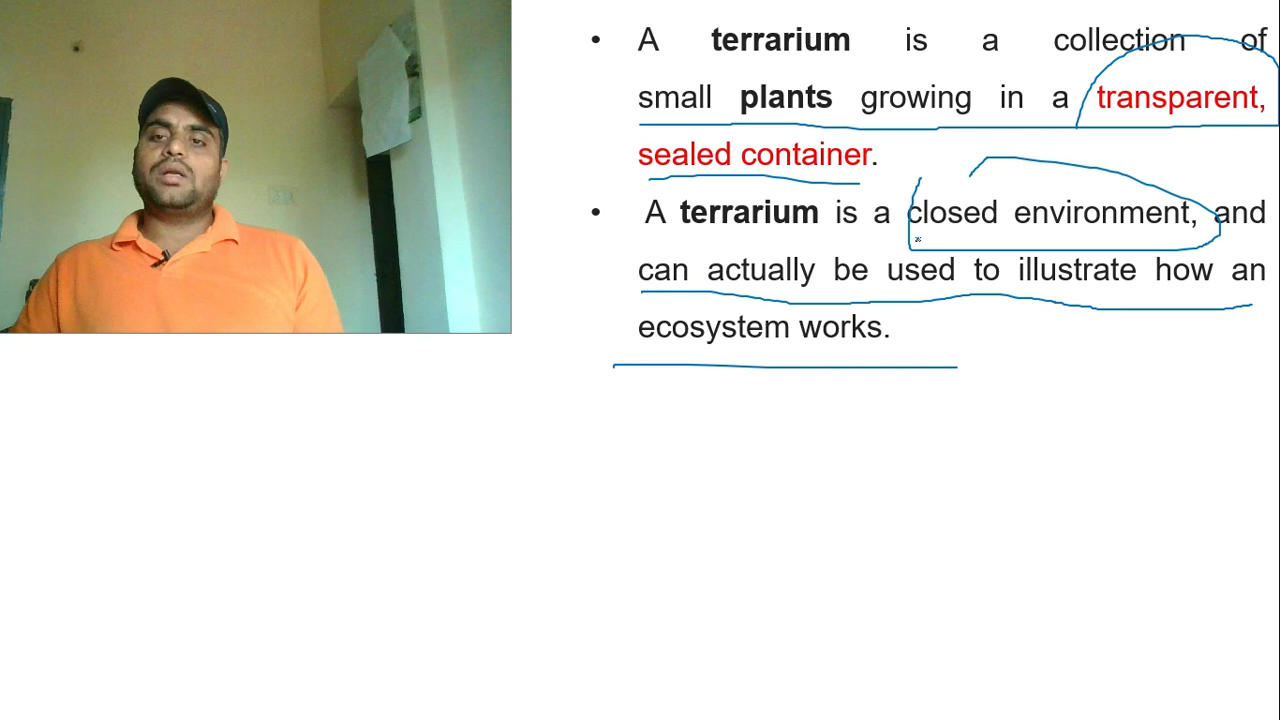 • A terrarium is a collection of
small plants growing in a transparent,
sealed container.
• A terrarium is a closed environment, and
can actually be used to illustrate how an
ecosystem works.